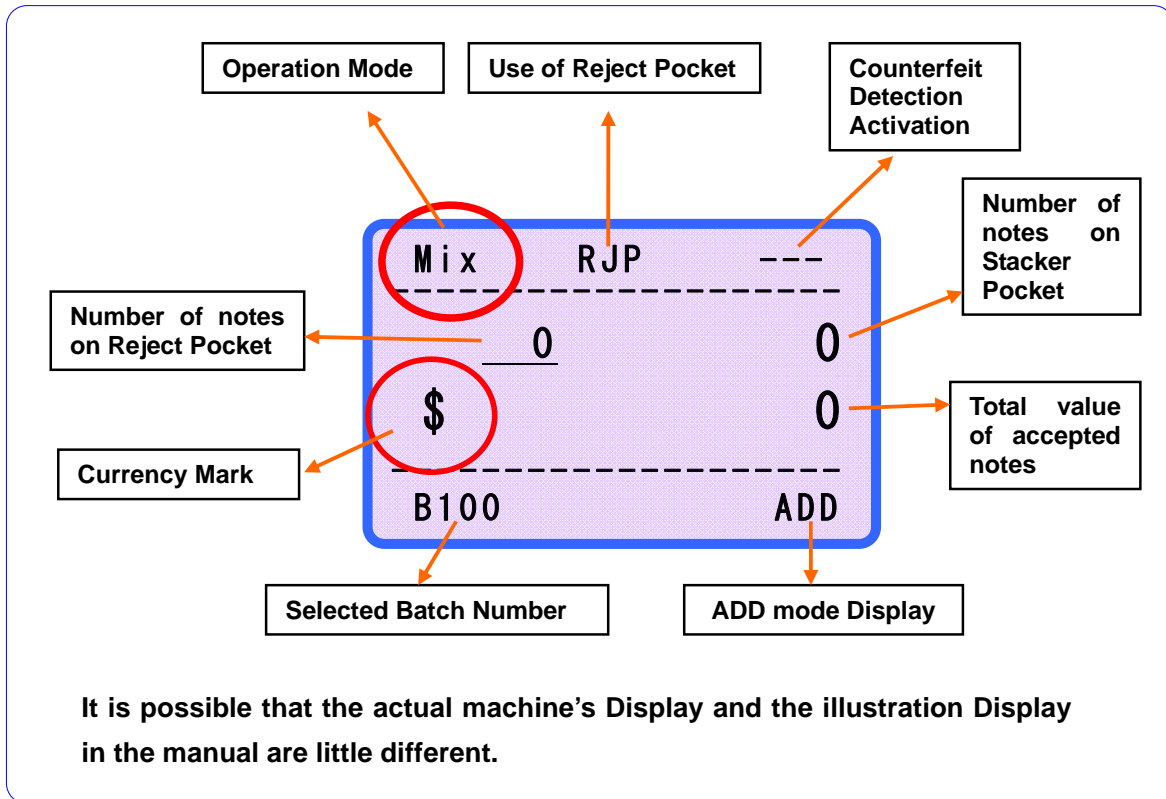 Operation Mode
Use of Reject Pocket
Counterfeit
Detection
Activation
Number of
notes on
Stacker
Pocket
Mix RJP ---
Number of notes
on Reject Pocket
0 0
$ 0
Total value
of accepted
notes
Currency Mark
B100 ADD
Selected Batch Number
ADD mode Display
It is possible that the actual machine’s Display and the illustration Display
in the manual are little different.